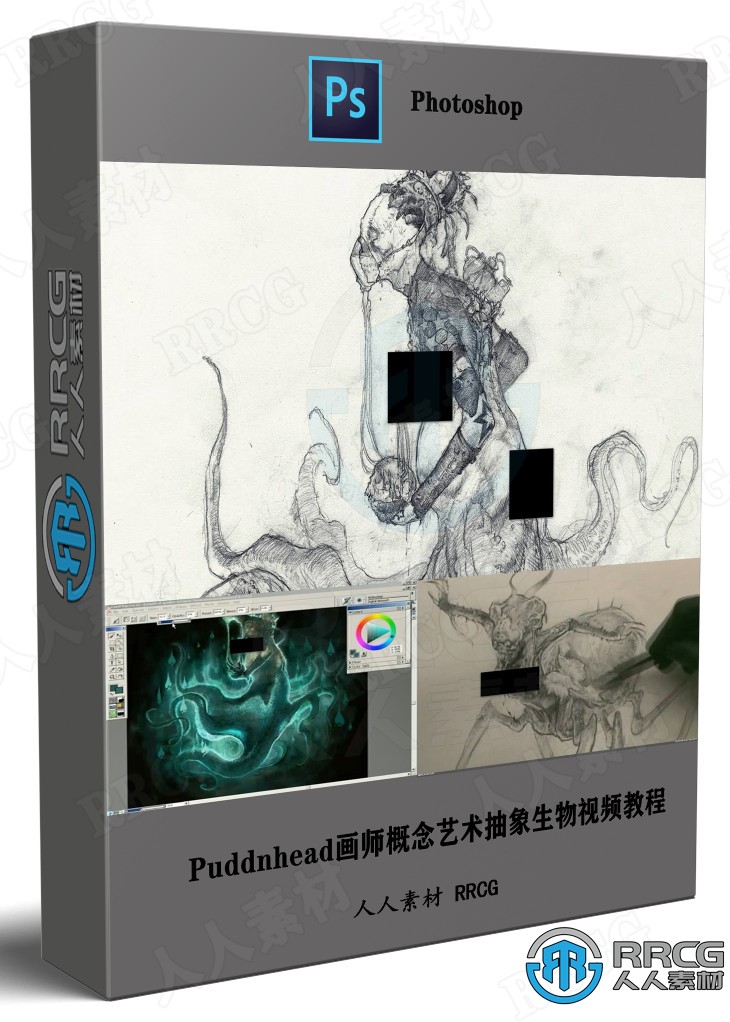 Ps
Photoshop
RRCG
人人素材
Puddnhead画师概念艺术抽象生物视频教程
人人素材 RRCG
RRCG
人人素材